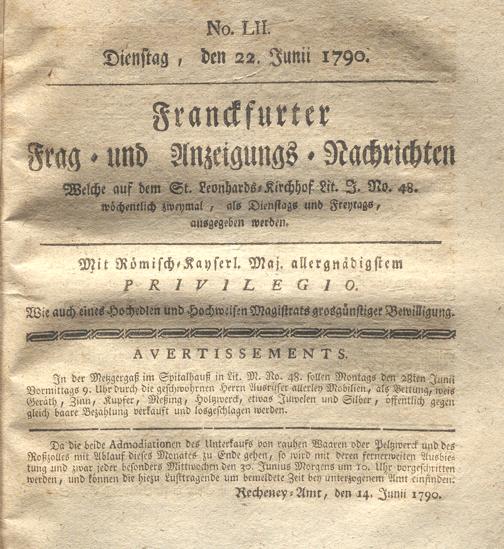 No. LII.
Dienstag, den 22. Junii 1790.
Franckfurter
Frag- und Anzeigungs-Nachrichten
Welche auf dem St. Leonhards-Kirchhof Lit. J. No. 48.
wöchentlich zweymal, als Dienstags und Freytags,
ausgegeben werden.
Mit Römisch-Kayserl. Maj. allergnädigstem
PRIVILEGIO.
Wie auch eines Hochedlen und Hochweisen Magistrats grosgünstiger Bewilligung.
AVERTISSEMENTS.
In der Metzgergaß im Spitalhauß in Lit. M. No. 48. sollen Montags den 28sten Junii
Vormittags 9. Uhr durch die geschwohrnen Herrn Ausrüfer allerley Mobilien, als Bettung, weis
Geräth, Zinn, Kupfer, Meßing, Holtzwerck, etwas Juwelen und Silber, öffentlich gegen
gleich baare Bezahlung verkauft und losgeschlagen werden.
Da die beide Admodiationen des Unterkaufs von rauhen Waaren oder Peltzwerck und des
Roßzolles mit Ablauf dieses Monates zu Ende gehen, so wird mit deren fernerweiten Ausbie-
tung und zwar jeder besonders Mittwochen den 30. Junius Morgens um 10. Uhr vorgeschritten
werden, und können die hiezu Lusttragende um bemeldete Zeit bey unterzogenem Amt einfinden.
Recheney-Amt, den 14. Junii 1790.